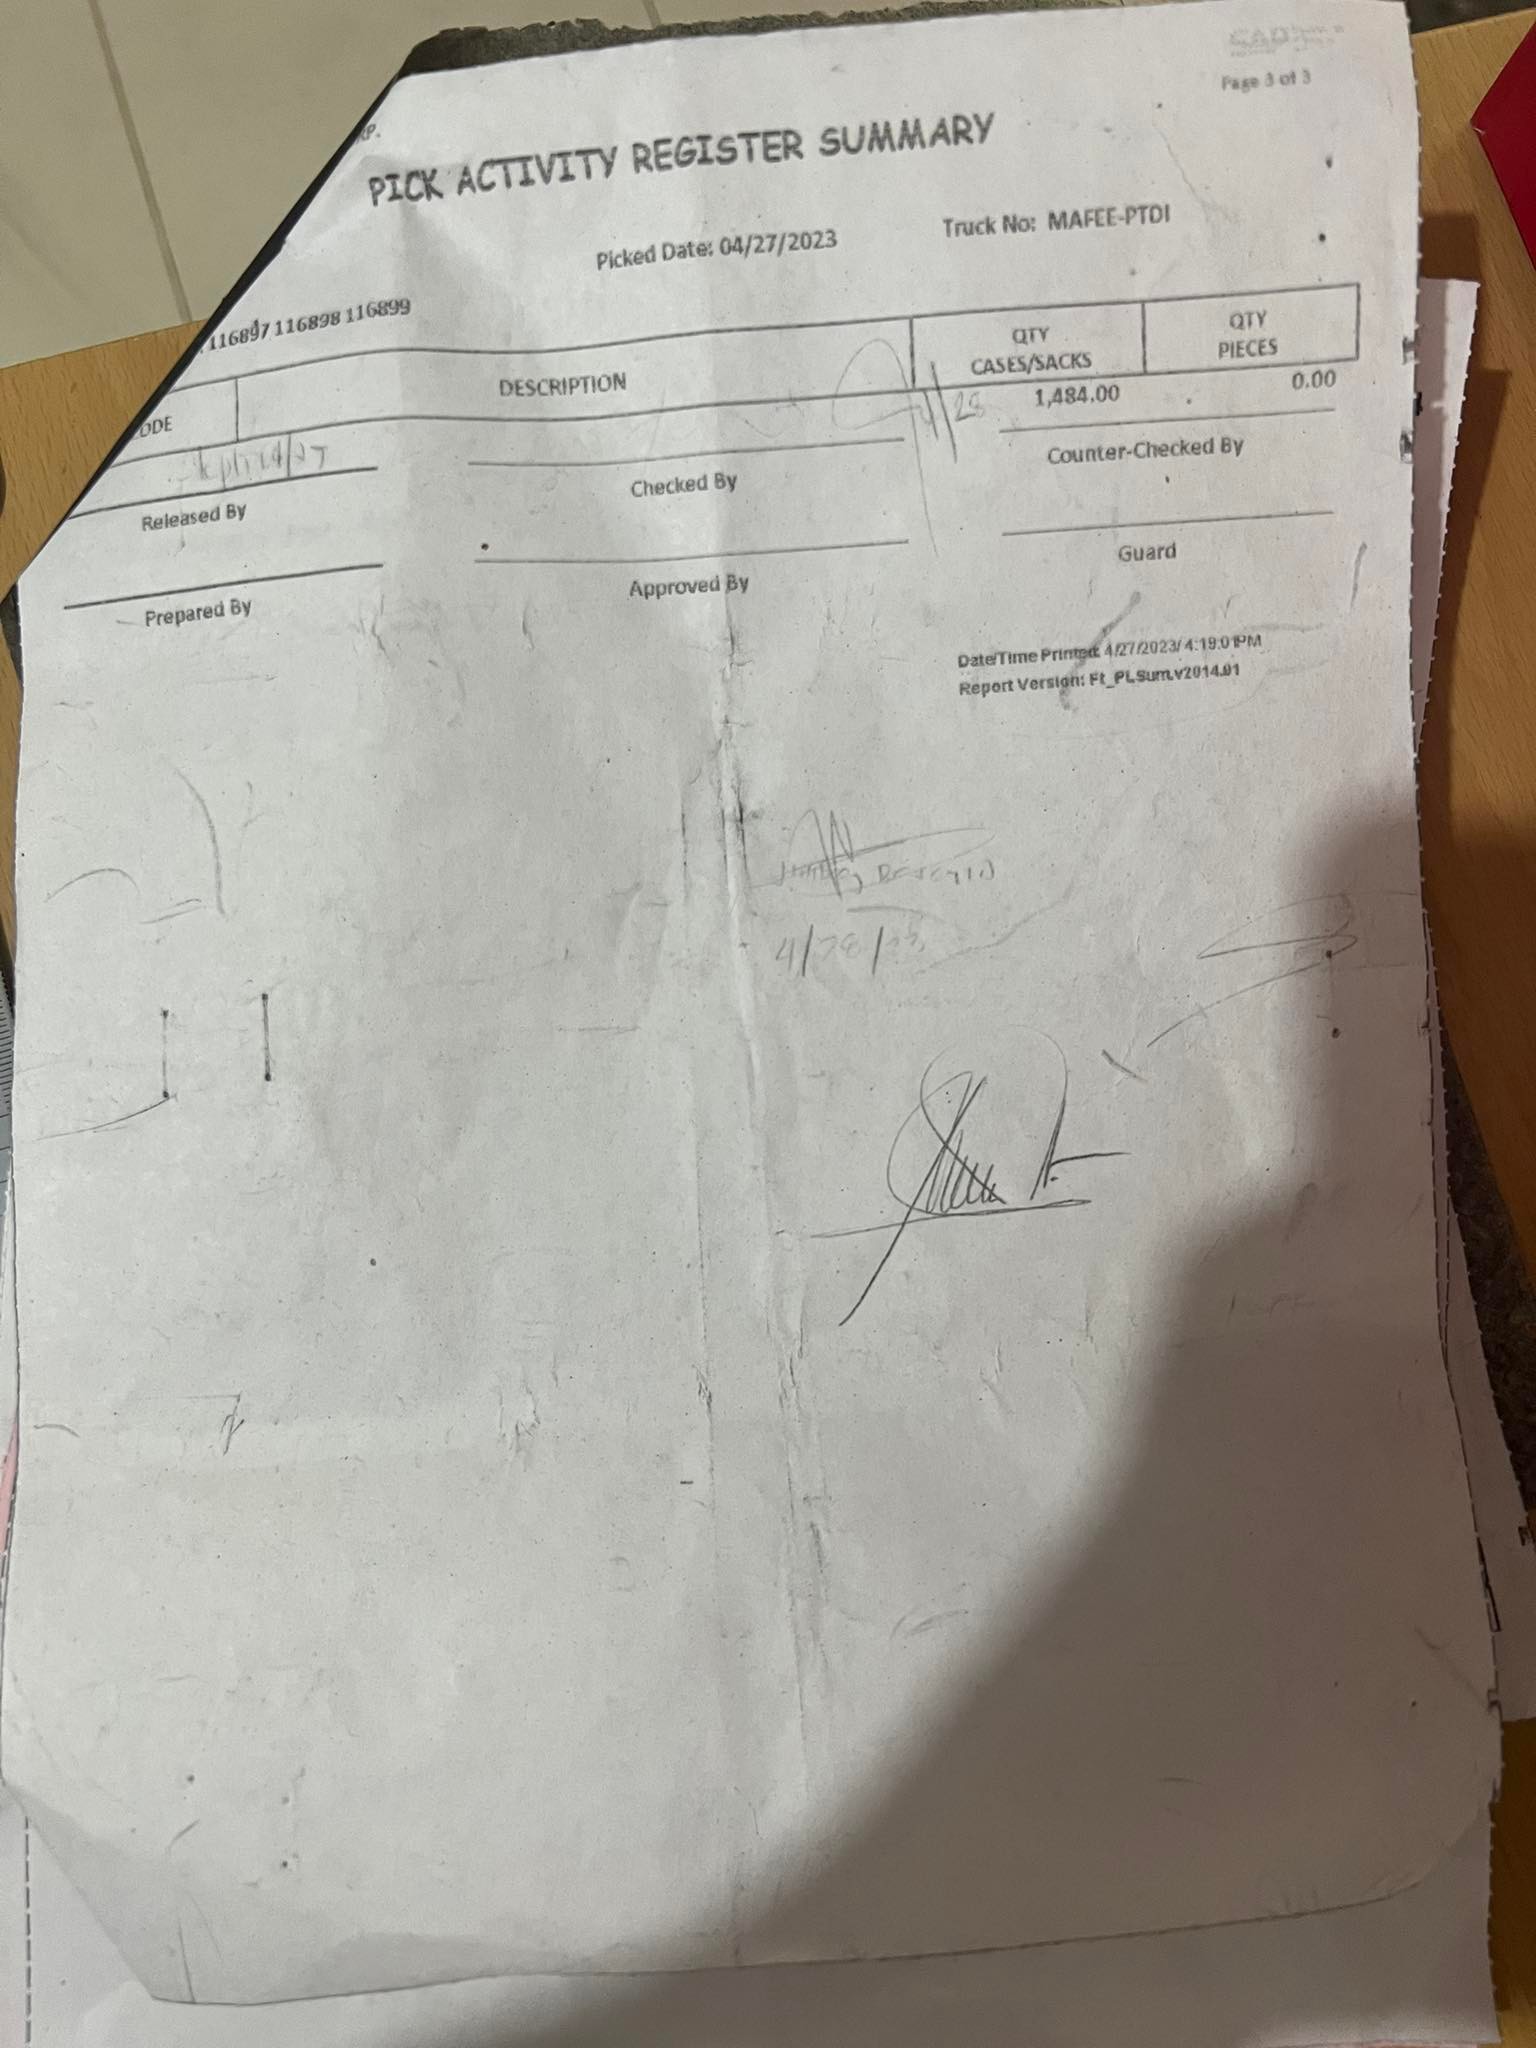 Page 3 of 3
RP.
PICK ACTIVITY REGISTER SUMMARY
Picked Date: 04/27/2023 Truck No: MAFEE-PTDI
116897 116898 116899
ODE DESCRIPTION QTY CASES/SACKS QTY PIECES
1,484.00 0.00
4/27 4/28
Released By Checked By Counter-Checked By
Prepared By Approved By Guard
Date/Time Printed: 4/27/2023/ 4:19:01PM
Report Version: Ft_PLSum.v2014.01
4/28/23